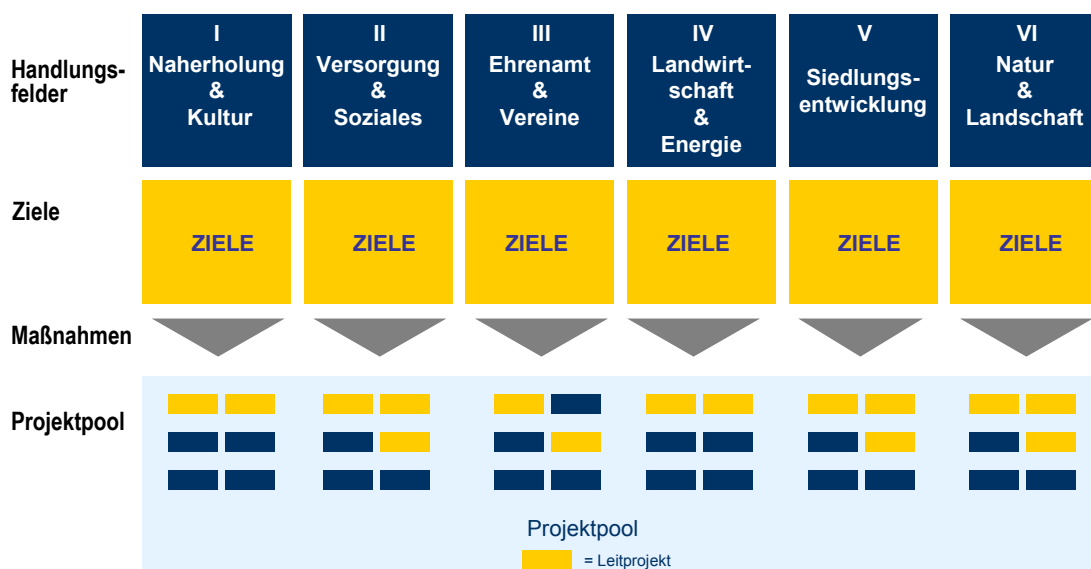 Handlungs-
felder
I
Naherholung
&
Kultur
II
Versorgung
&
Soziales
III
Ehrenamt
&
Vereine
IV
Landwirt-
schaft
&
Energie
V
Siedlungs-
entwicklung
VI
Natur
&
Landschaft
Ziele
ZIELE
ZIELE
ZIELE
ZIELE
ZIELE
ZIELE
Maßnahmen
Projektpool
Projektpool
= Leitprojekt